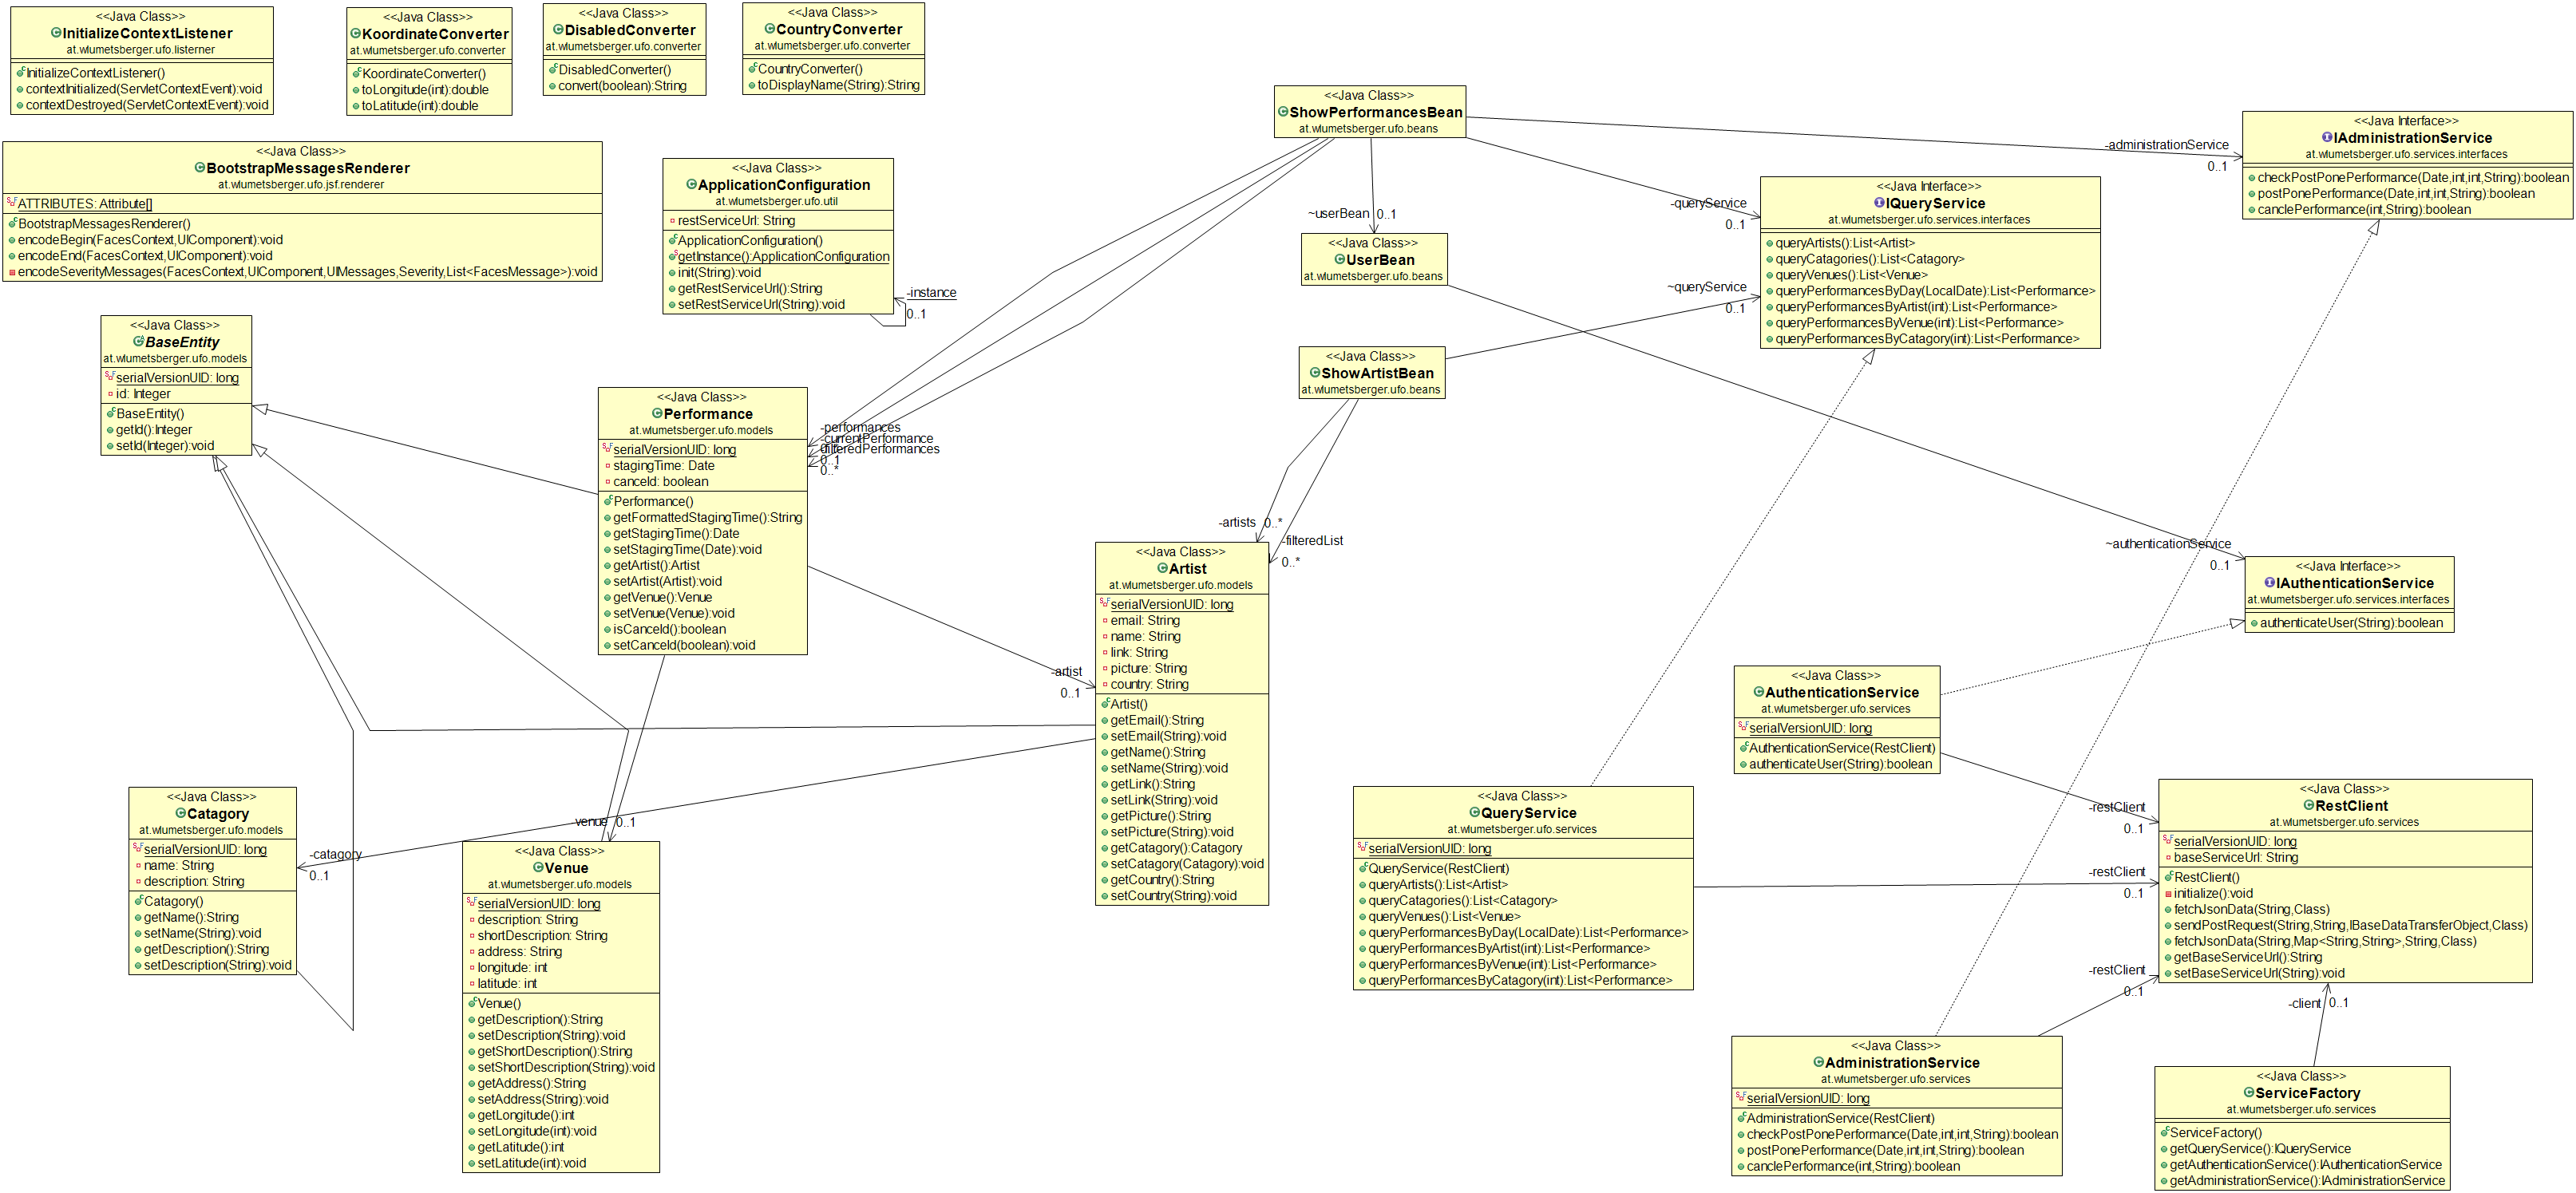 <<Java Class>>
InitializeContextListener
at.wlumetsberger.ufo.listerner
InitializeContextListener()
contextInitialized(ServletContextEvent):void
contextDestroyed(ServletContextEvent):void
<<Java Class>>
KoordinateConverter
at.wlumetsberger.ufo.converter
KoordinateConverter()
toLongitude(int):double
toLatitude(int):double
<<Java Class>>
DisabledConverter
at.wlumetsberger.ufo.converter
DisabledConverter()
convert(boolean):String
<<Java Class>>
CountryConverter
at.wlumetsberger.ufo.converter
CountryConverter()
toDisplayName(String):String
<<Java Class>>
BootstrapMessagesRenderer
at.wlumetsberger.ufo.jsf.renderer
ATTRIBUTES: Attribute[]
BootstrapMessagesRenderer()
encodeBegin(FacesContext,UIComponent):void
encodeEnd(FacesContext,UIComponent):void
encodeSeverityMessages(FacesContext,UIComponent,UIMessages,Severity,List<FacesMessage>):void
<<Java Class>>
ApplicationConfiguration
at.wlumetsberger.ufo.util
restServiceUrl: String
ApplicationConfiguration()
getInstance():ApplicationConfiguration
init(String):void
getRestServiceUrl():String
setRestServiceUrl(String):void
-instance
0..1
<<Java Class>>
ShowPerformancesBean
at.wlumetsberger.ufo.beans
-administrationService
0..1
-queryService
0..1
~userBean
0..1
<<Java Interface>>
IAdministrationService
at.wlumetsberger.ufo.services.interfaces
checkPostPonePerformance(Date,int,int,String):boolean
postPonePerformance(Date,int,int,String):boolean
canclePerformance(int,String):boolean
<<Java Interface>>
IQueryService
at.wlumetsberger.ufo.services.interfaces
queryArtists():List<Artist>
queryCatagories():List<Catagory>
queryVenues():List<Venue>
queryPerformancesByDay(LocalDate):List<Performance>
queryPerformancesByArtist(int):List<Performance>
queryPerformancesByVenue(int):List<Performance>
queryPerformancesByCatagory(int):List<Performance>
<<Java Class>>
UserBean
at.wlumetsberger.ufo.beans
~queryService
0..1
<<Java Class>>
ShowArtistBean
at.wlumetsberger.ufo.beans
<<Java Class>>
BaseEntity
at.wlumetsberger.ufo.models
serialVersionUID: long
id: Integer
BaseEntity()
getId():Integer
setId(Integer):void
<<Java Class>>
Performance
at.wlumetsberger.ufo.models
serialVersionUID: long
stagingTime: Date
canceld: boolean
Performance()
getFormattedStagingTime():String
getStagingTime():Date
setStagingTime(Date):void
getArtist():Artist
setArtist(Artist):void
getVenue():Venue
setVenue(Venue):void
isCanceld():boolean
setCanceld(boolean):void
-performances
-currentPerformance
-filteredPerformances
0..1
0..*
-artists
0..*
-filteredList
0..*
-artist
0..1
<<Java Class>>
Artist
at.wlumetsberger.ufo.models
serialVersionUID: long
email: String
name: String
link: String
picture: String
country: String
Artist()
getEmail():String
setEmail(String):void
getName():String
setName(String):void
getLink():String
setLink(String):void
getPicture():String
setPicture(String):void
getCatagory():Catagory
setCatagory(Catagory):void
getCountry():String
setCountry(String):void
~authenticationService
0..1
<<Java Interface>>
IAuthenticationService
at.wlumetsberger.ufo.services.interfaces
authenticateUser(String):boolean
<<Java Class>>
AuthenticationService
at.wlumetsberger.ufo.services
serialVersionUID: long
AuthenticationService(RestClient)
authenticateUser(String):boolean
<<Java Class>>
Catagory
at.wlumetsberger.ufo.models
serialVersionUID: long
name: String
description: String
Catagory()
getName():String
setName(String):void
getDescription():String
setDescription(String):void
-catagory
0..1
-venue
0..1
<<Java Class>>
Venue
at.wlumetsberger.ufo.models
serialVersionUID: long
description: String
shortDescription: String
address: String
longitude: int
latitude: int
Venue()
getDescription():String
setDescription(String):void
getShortDescription():String
setShortDescription(String):void
getAddress():String
setAddress(String):void
getLongitude():int
setLongitude(int):void
getLatitude():int
setLatitude(int):void
<<Java Class>>
QueryService
at.wlumetsberger.ufo.services
serialVersionUID: long
QueryService(RestClient)
queryArtists():List<Artist>
queryCatagories():List<Catagory>
queryVenues():List<Venue>
queryPerformancesByDay(LocalDate):List<Performance>
queryPerformancesByArtist(int):List<Performance>
queryPerformancesByVenue(int):List<Performance>
queryPerformancesByCatagory(int):List<Performance>
-restClient
0..1
-restClient
0..1
-restClient
0..1
<<Java Class>>
RestClient
at.wlumetsberger.ufo.services
serialVersionUID: long
baseServiceUrl: String
RestClient()
initialize():void
fetchJsonData(String,Class)
sendPostRequest(String,String,IBaseDataTransferObject,Class)
fetchJsonData(String,Map<String,String>,String,Class)
getBaseServiceUrl():String
setBaseServiceUrl(String):void
-client
0..1
<<Java Class>>
AdministrationService
at.wlumetsberger.ufo.services
serialVersionUID: long
AdministrationService(RestClient)
checkPostPonePerformance(Date,int,int,String):boolean
postPonePerformance(Date,int,int,String):boolean
canclePerformance(int,String):boolean
<<Java Class>>
ServiceFactory
at.wlumetsberger.ufo.services
ServiceFactory()
getQueryService():IQueryService
getAuthenticationService():IAuthenticationService
getAdministrationService():IAdministrationService